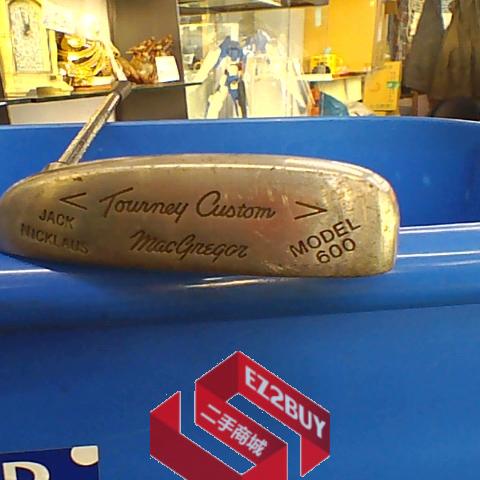 < Tourney Custom >
JACK
NICKLAUS
MacGregor
MODEL
600
EZ2BUY
二手商城